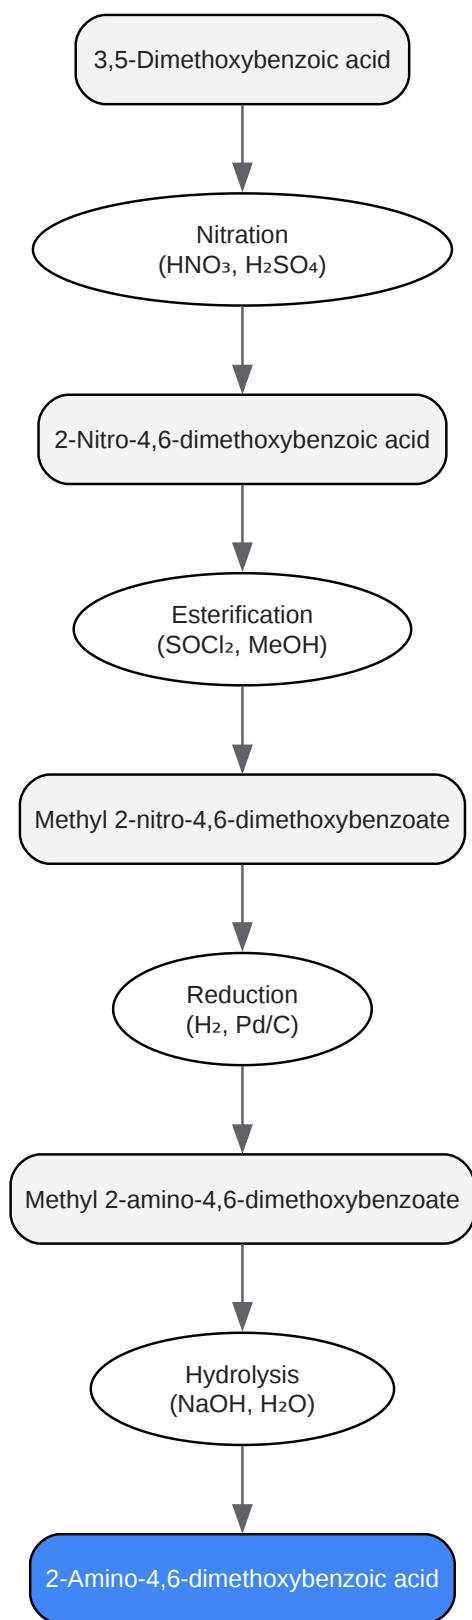 3,5-Dimethoxybenzoic acid
Nitration
(HNO₃, H₂SO₄)
2-Nitro-4,6-dimethoxybenzoic acid
Esterification
(SOCl₂, MeOH)
Methyl 2-nitro-4,6-dimethoxybenzoate
Reduction
(H₂, Pd/C)
Methyl 2-amino-4,6-dimethoxybenzoate
Hydrolysis
(NaOH, H₂O)
2-Amino-4,6-dimethoxybenzoic acid